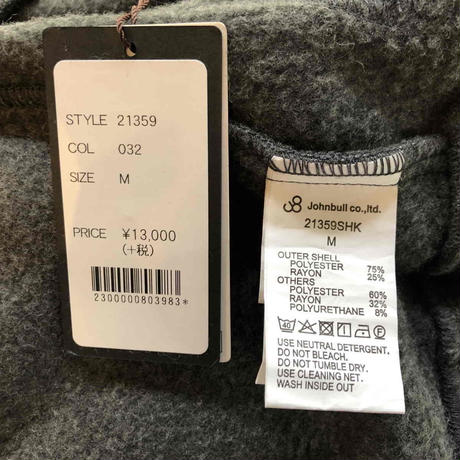 STYLE 21359
COL 032
SIZE M
PRICE ¥13,000
(+税)
2300000803983*
Johnbull co.,ltd.
21359SHK
M
OUTER SHELL
POLYESTER 75%
RAYON 25%
OTHERS
POLYESTER 60%
RAYON 32%
POLYURETHANE 8%
40
USE NEUTRAL DETERGENT.
DO NOT BLEACH.
DO NOT TUMBLE DRY.
USE CLEANING NET.
WASH INSIDE OUT